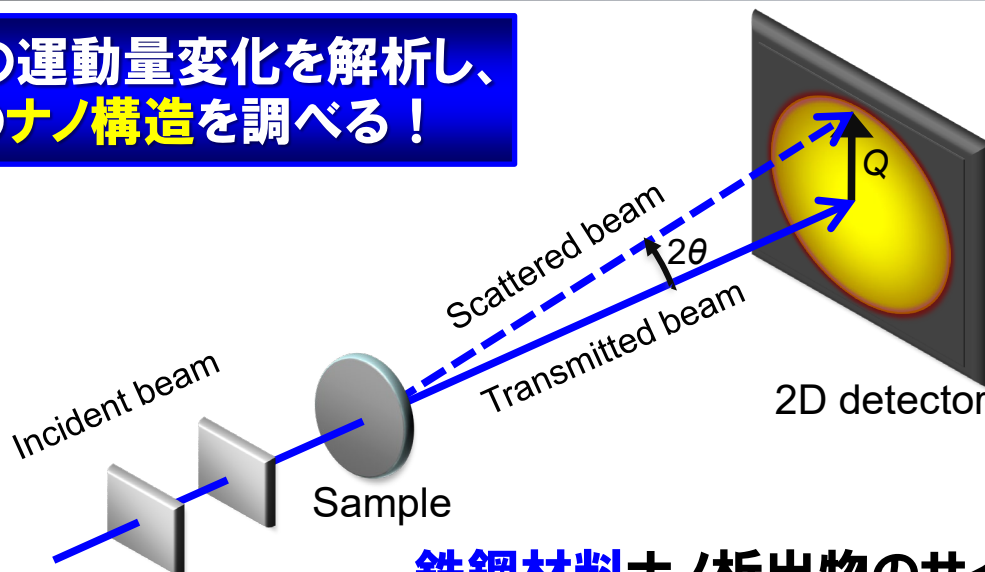 の運動量変化を解析し、
のナノ構造を調べる！
Q
Scattered beam
2θ
Transmitted beam
Incident beam
2D detector
Sample
鉄鋼材料ナノ析出物のサイ